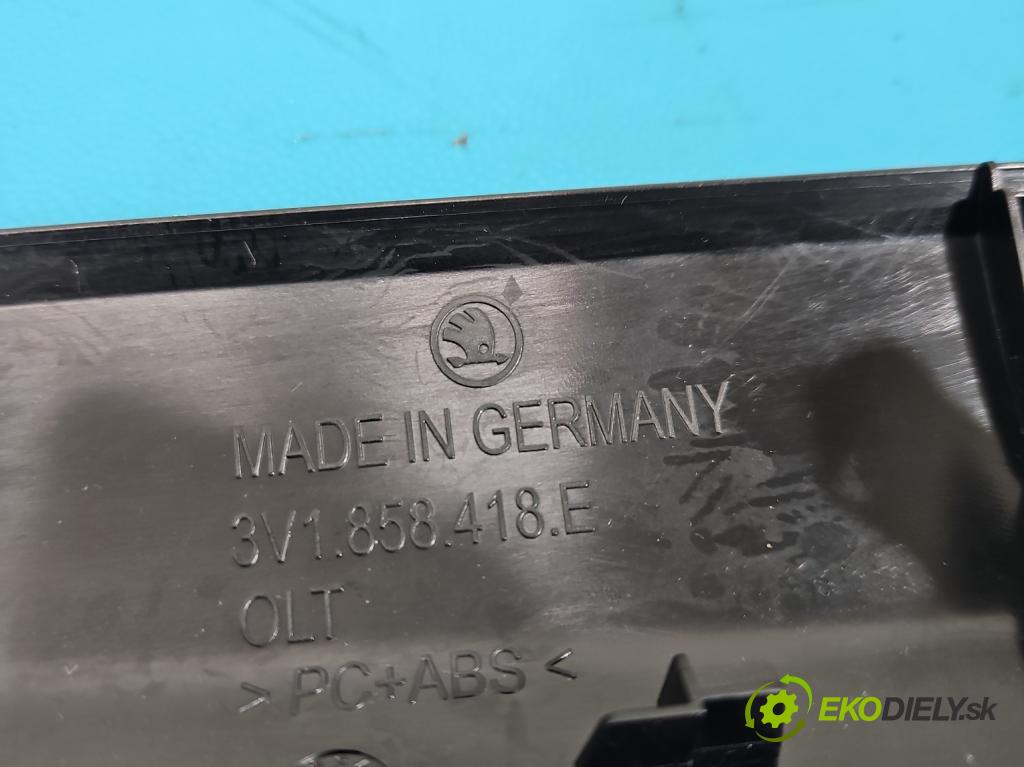 MADE IN GERMANY
3V1.858.418.E
OLT
> PC+ABS <
EKODIELY.sk